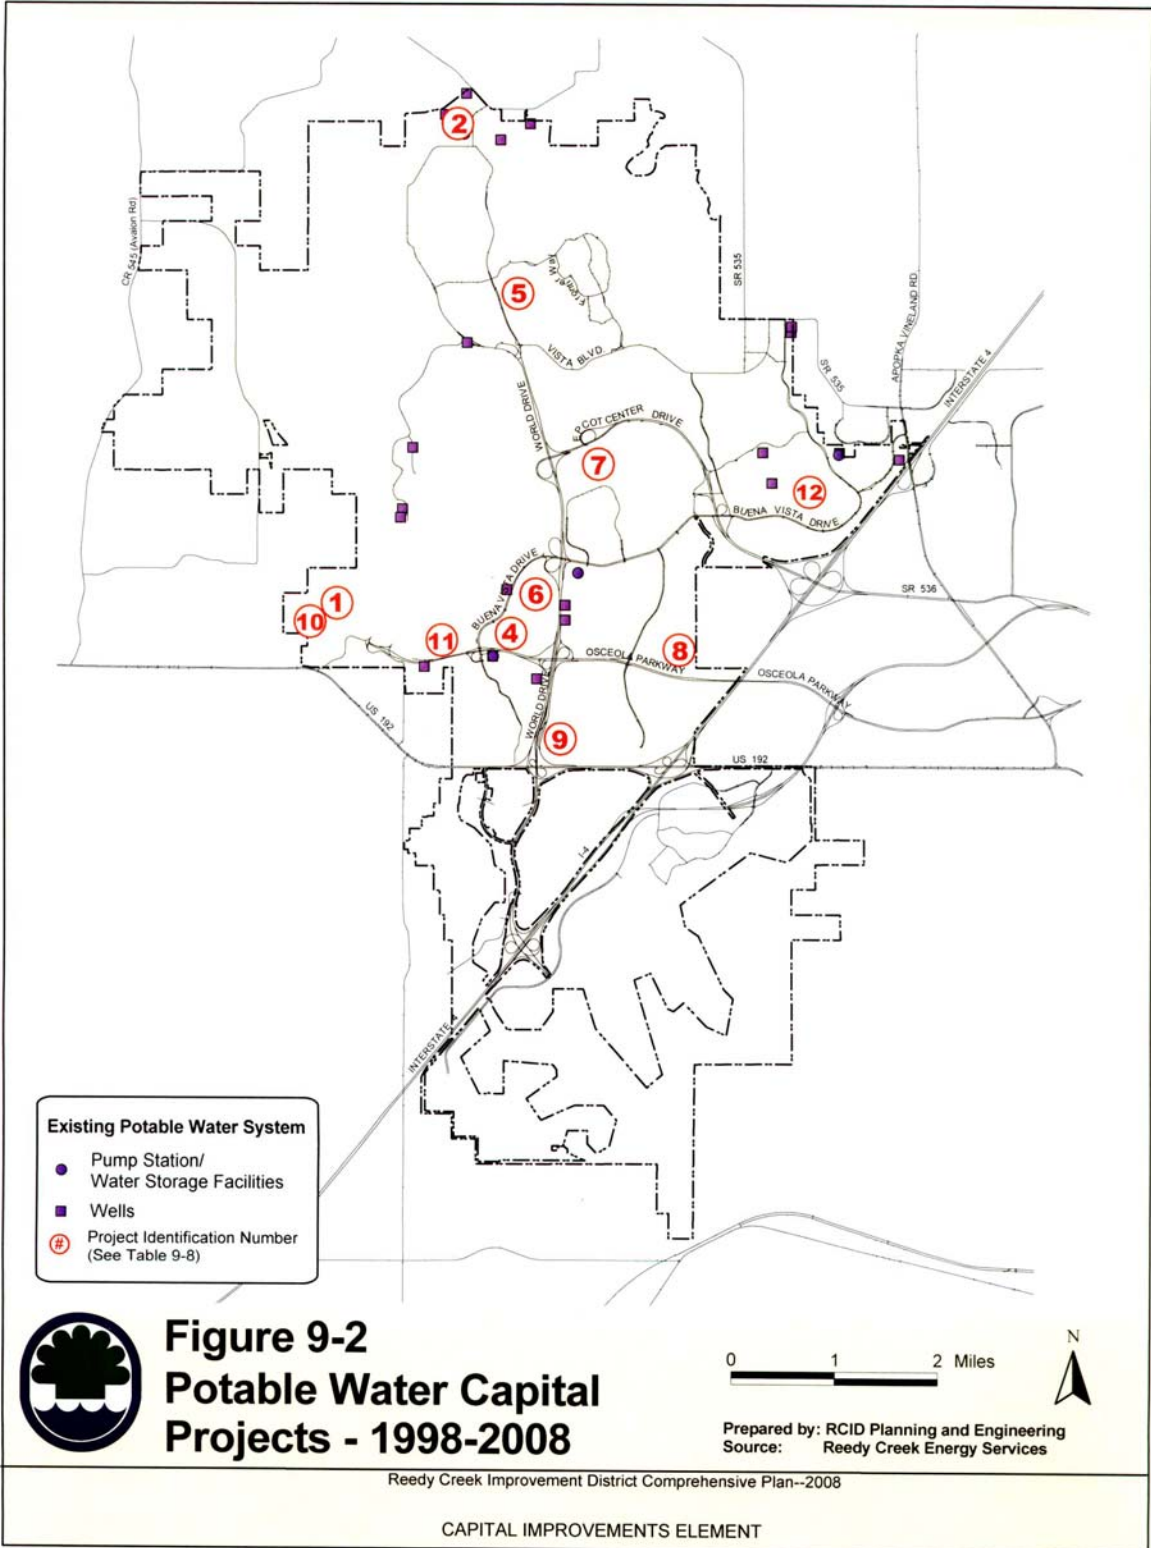 2
CR 545 (Avalon Rd)
SR 535
APOPKA VINELAND RD.
5
VISTA BLVD.
SR 535
INTERSTATE 4
WORLD DRIVE
EPCOT CENTER DRIVE
7
12
BUENA VISTA DRIVE
BUENA VISTA DRIVE
SR 536
6
1
10
11
4
8
OSCEOLA PARKWAY
OSCEOLA PARKWAY
US 192
WORLD DRIVE
9
US 192
I-4
INTERSTATE 4
Existing Potable Water System
Pump Station/
Water Storage Facilities
Wells
# Project Identification Number
(See Table 9-8)
Figure 9-2
Potable Water Capital
Projects - 1998-2008
0 1 2 Miles
N
Prepared by: RCID Planning and Engineering
Source: Reedy Creek Energy Services
Reedy Creek Improvement District Comprehensive Plan--2008
CAPITAL IMPROVEMENTS ELEMENT